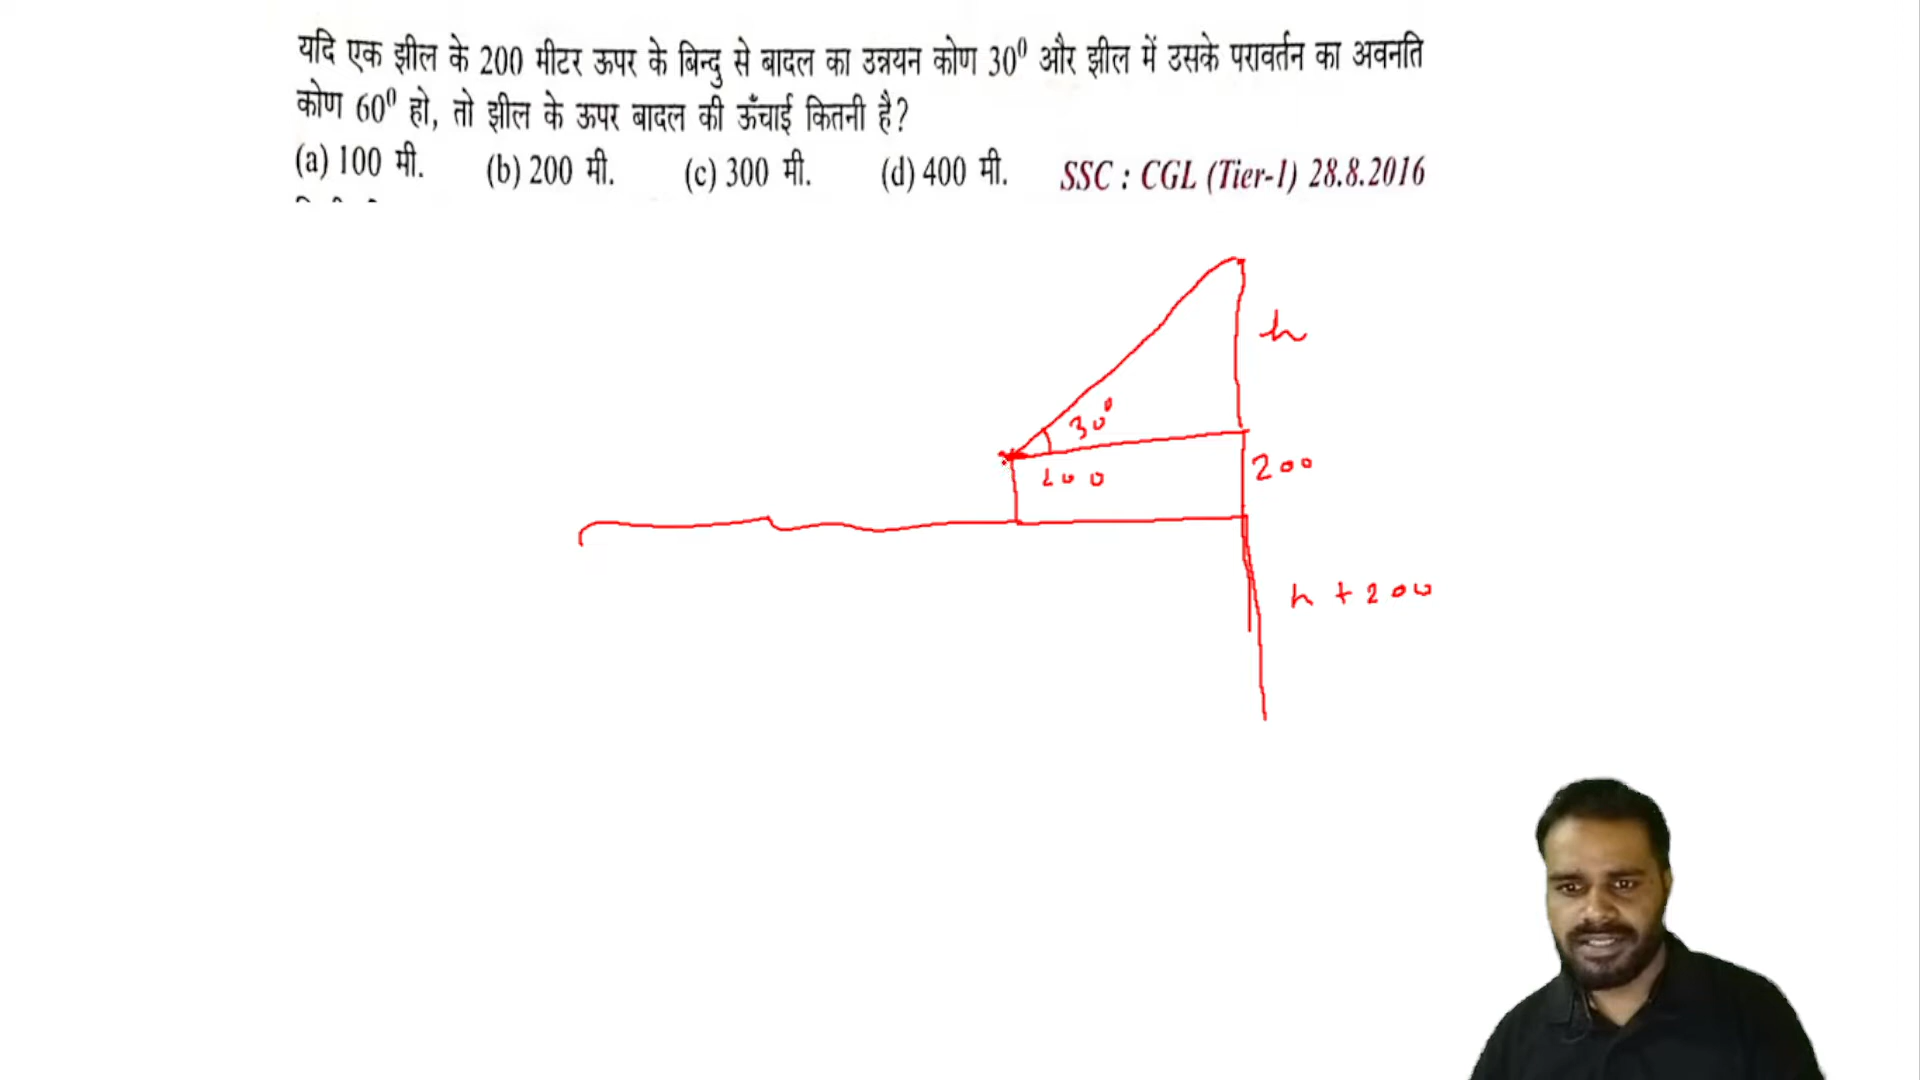 यदि एक झील के 200 मीटर ऊपर के बिन्दु से बादल का उन्नयन कोण 30⁰ और झील में उसके परावर्तन का अवनति
कोण 60⁰ हो, तो झील के ऊपर बादल की ऊँचाई कितनी है?
(a) 100 मी. (b) 200 मी. (c) 300 मी. (d) 400 मी. SSC : CGL (Tier-1) 28.8.2016
h
30⁰
200
200
h + 200